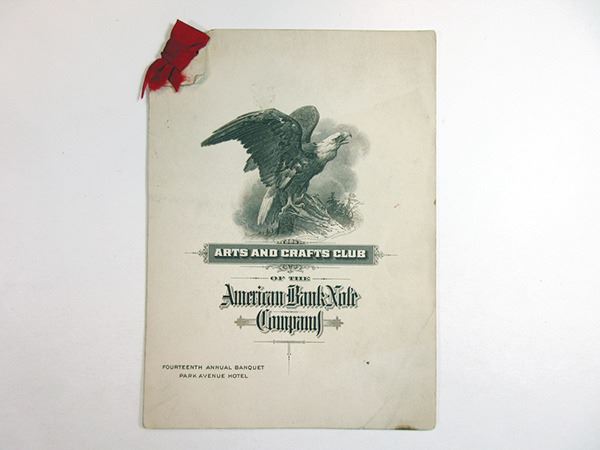 ARTS AND CRAFTS CLUB
OF THE
American Bank Note
Company
FOURTEENTH ANNUAL BANQUET
PARK AVENUE HOTEL